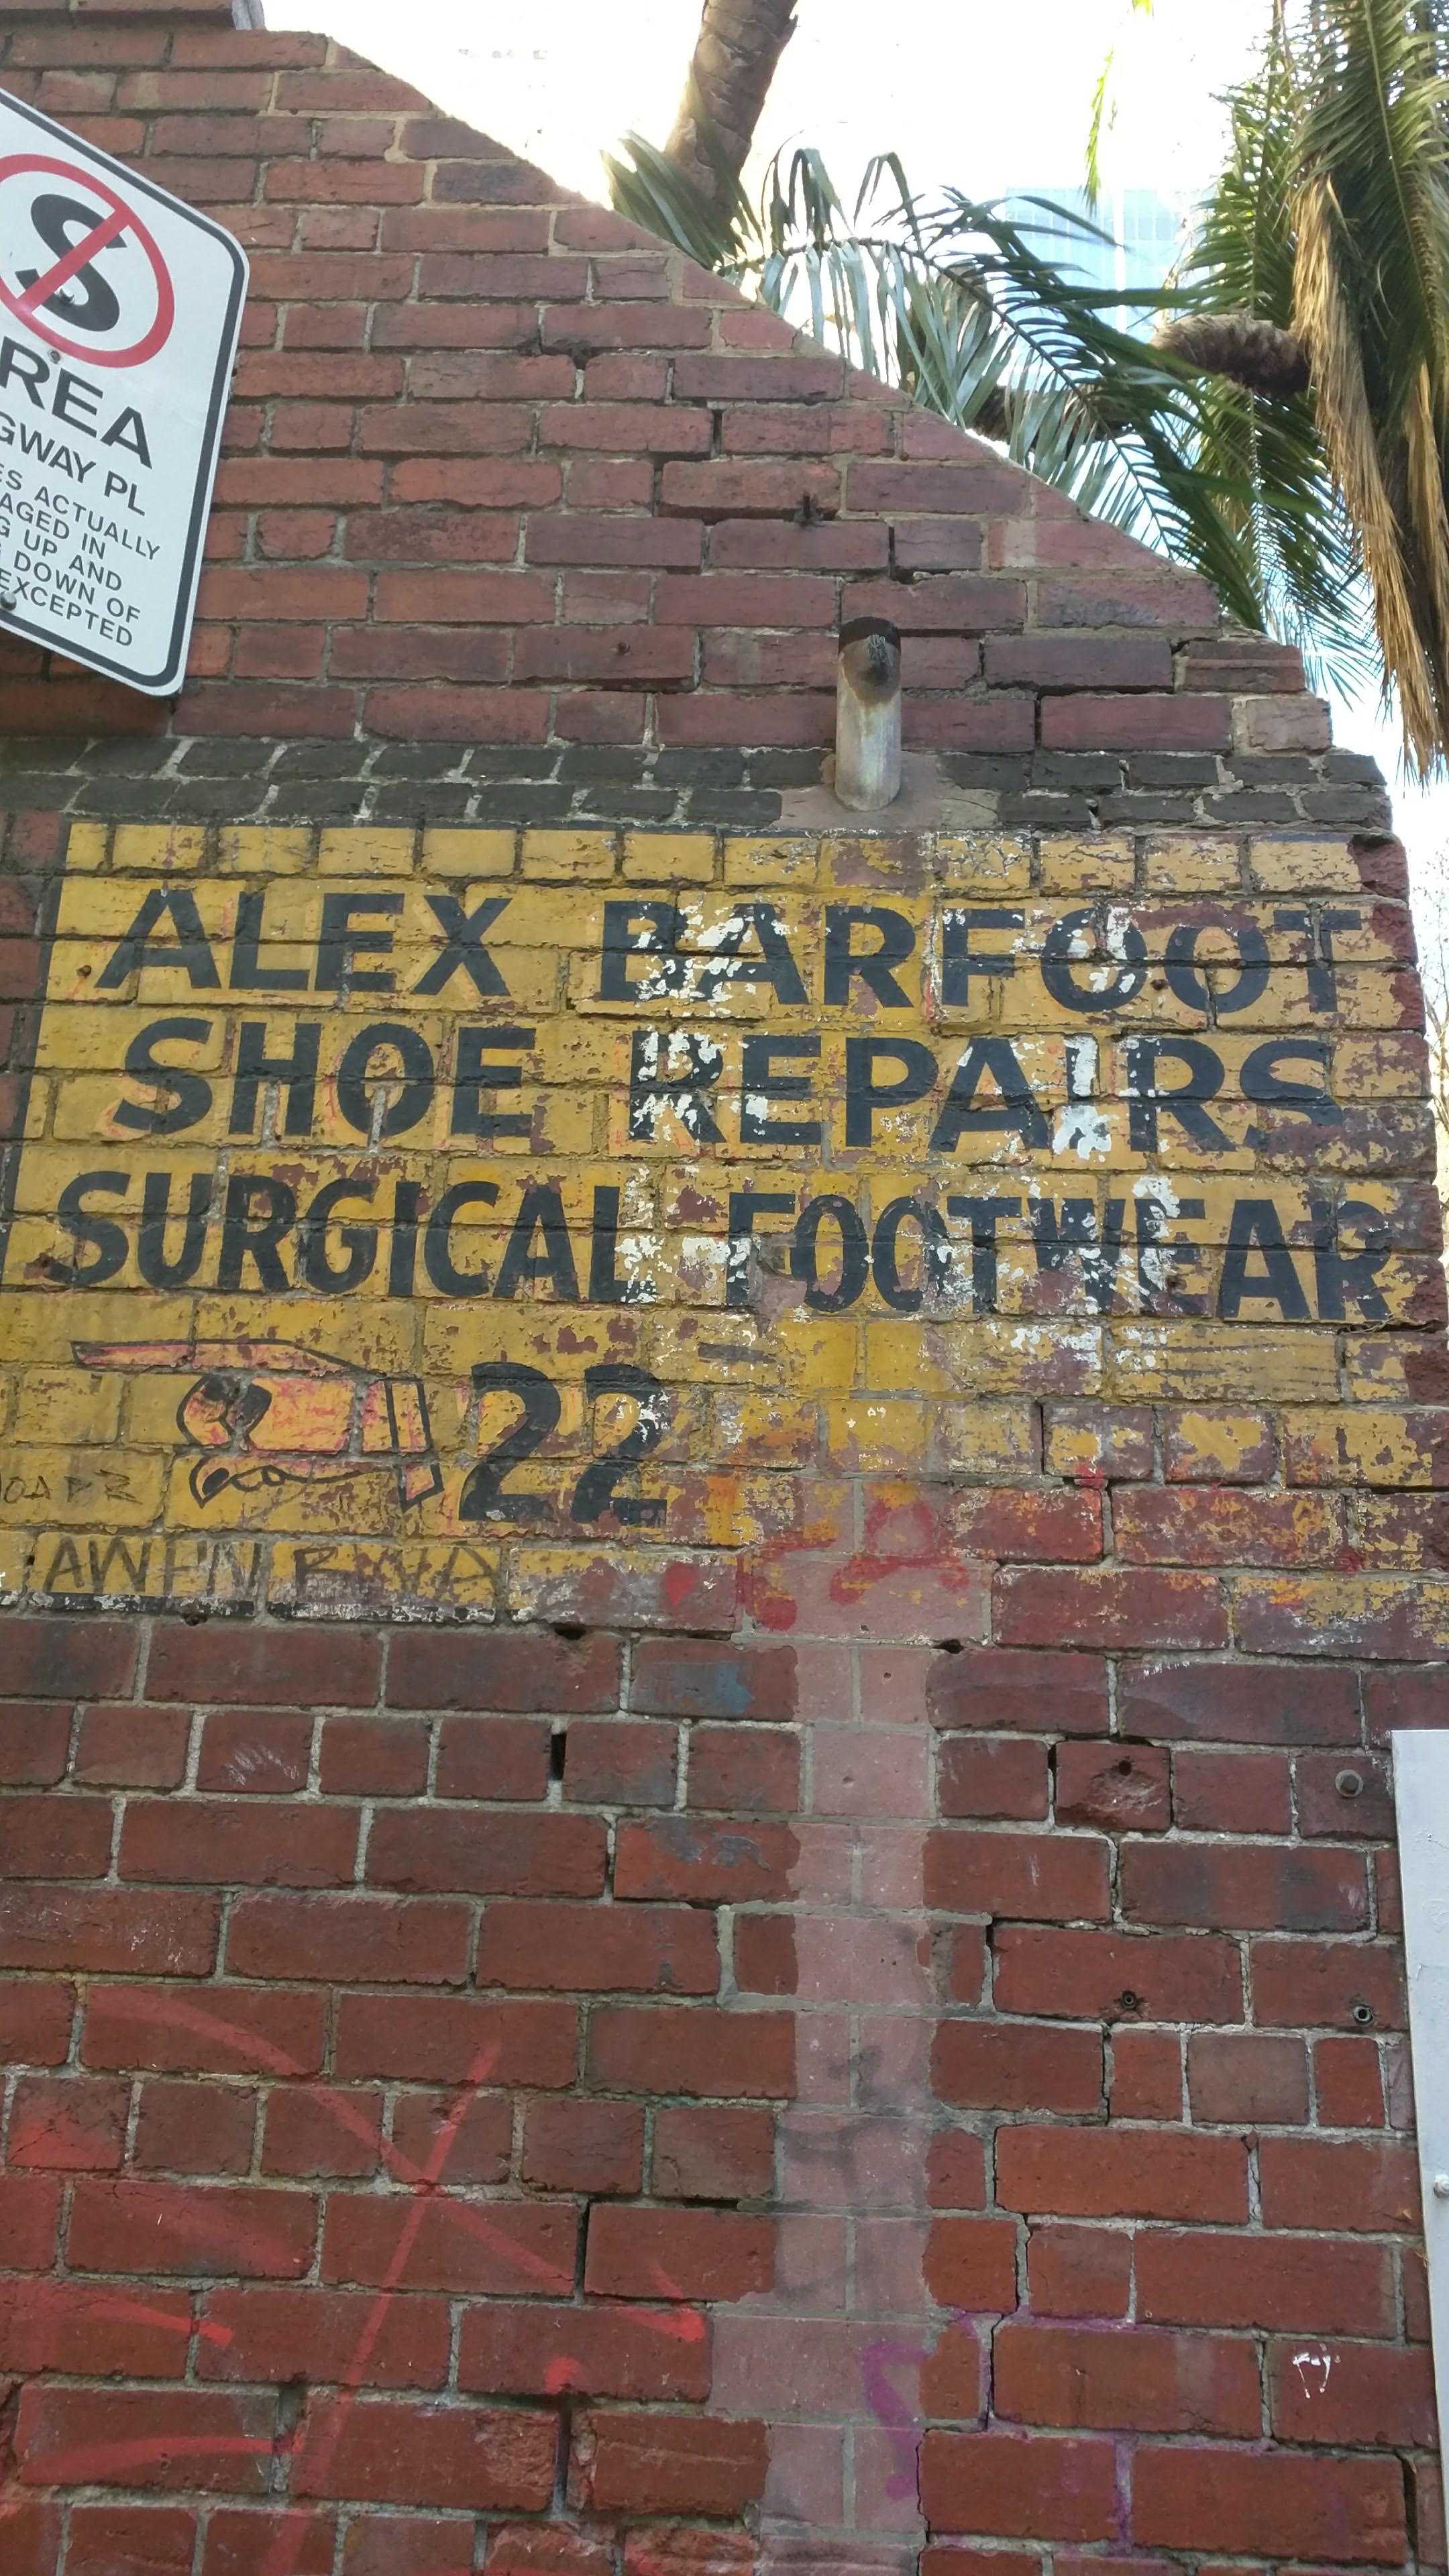 S
REA
GWAY PL
ES ACTUALLY
AGED IN
G UP AND
DOWN OF
EXCEPTED
ALEX BARFOOT
SHOE REPAIRS
SURGICAL FOOTWEAR
22